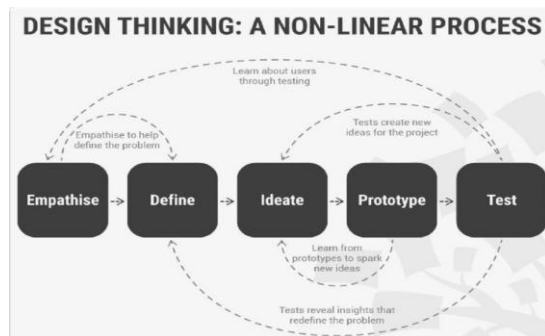 DESIGN THINKING: A NON-LINEAR PROCESS
Learn about users
through testing
Empathise to help
define the problem
Tests create new
ideas for the project
Empathise
Define
Ideate
Prototype
Test
Learn from
prototypes to spark
new ideas
Tests reveal insights that
redefine the problem